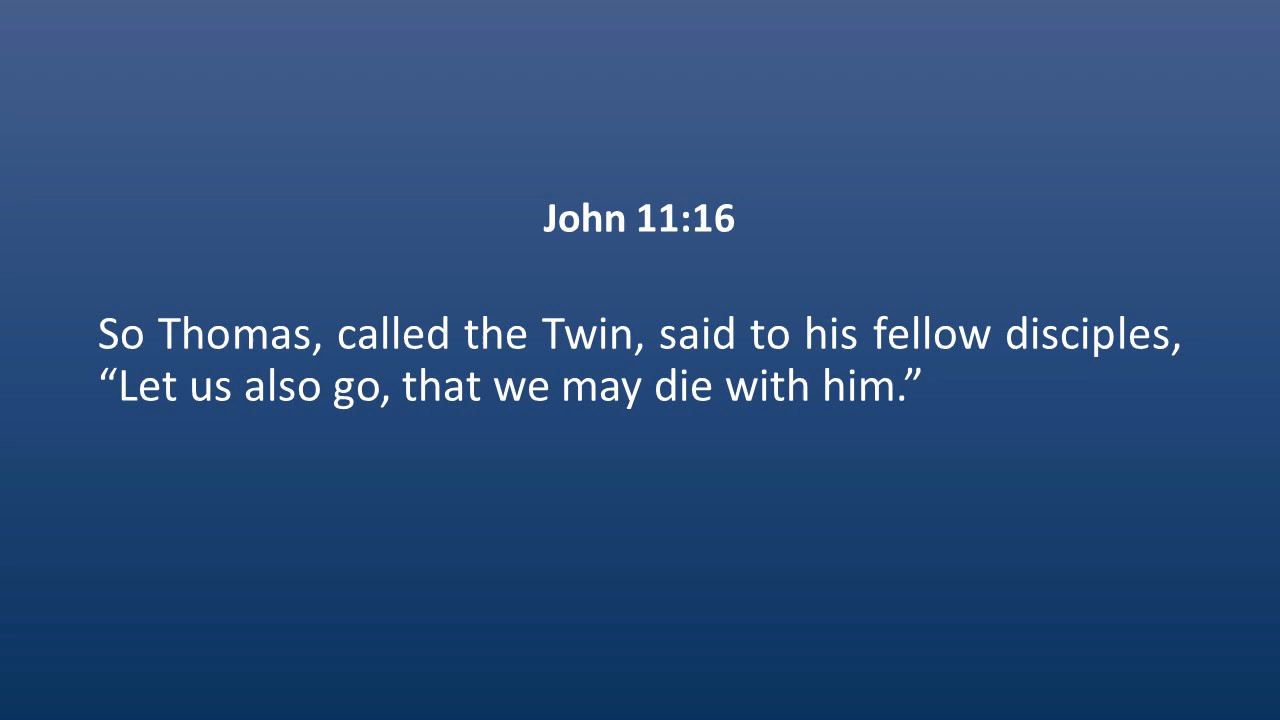 John 11:16
So Thomas, called the Twin, said to his fellow disciples,
“Let us also go, that we may die with him.”